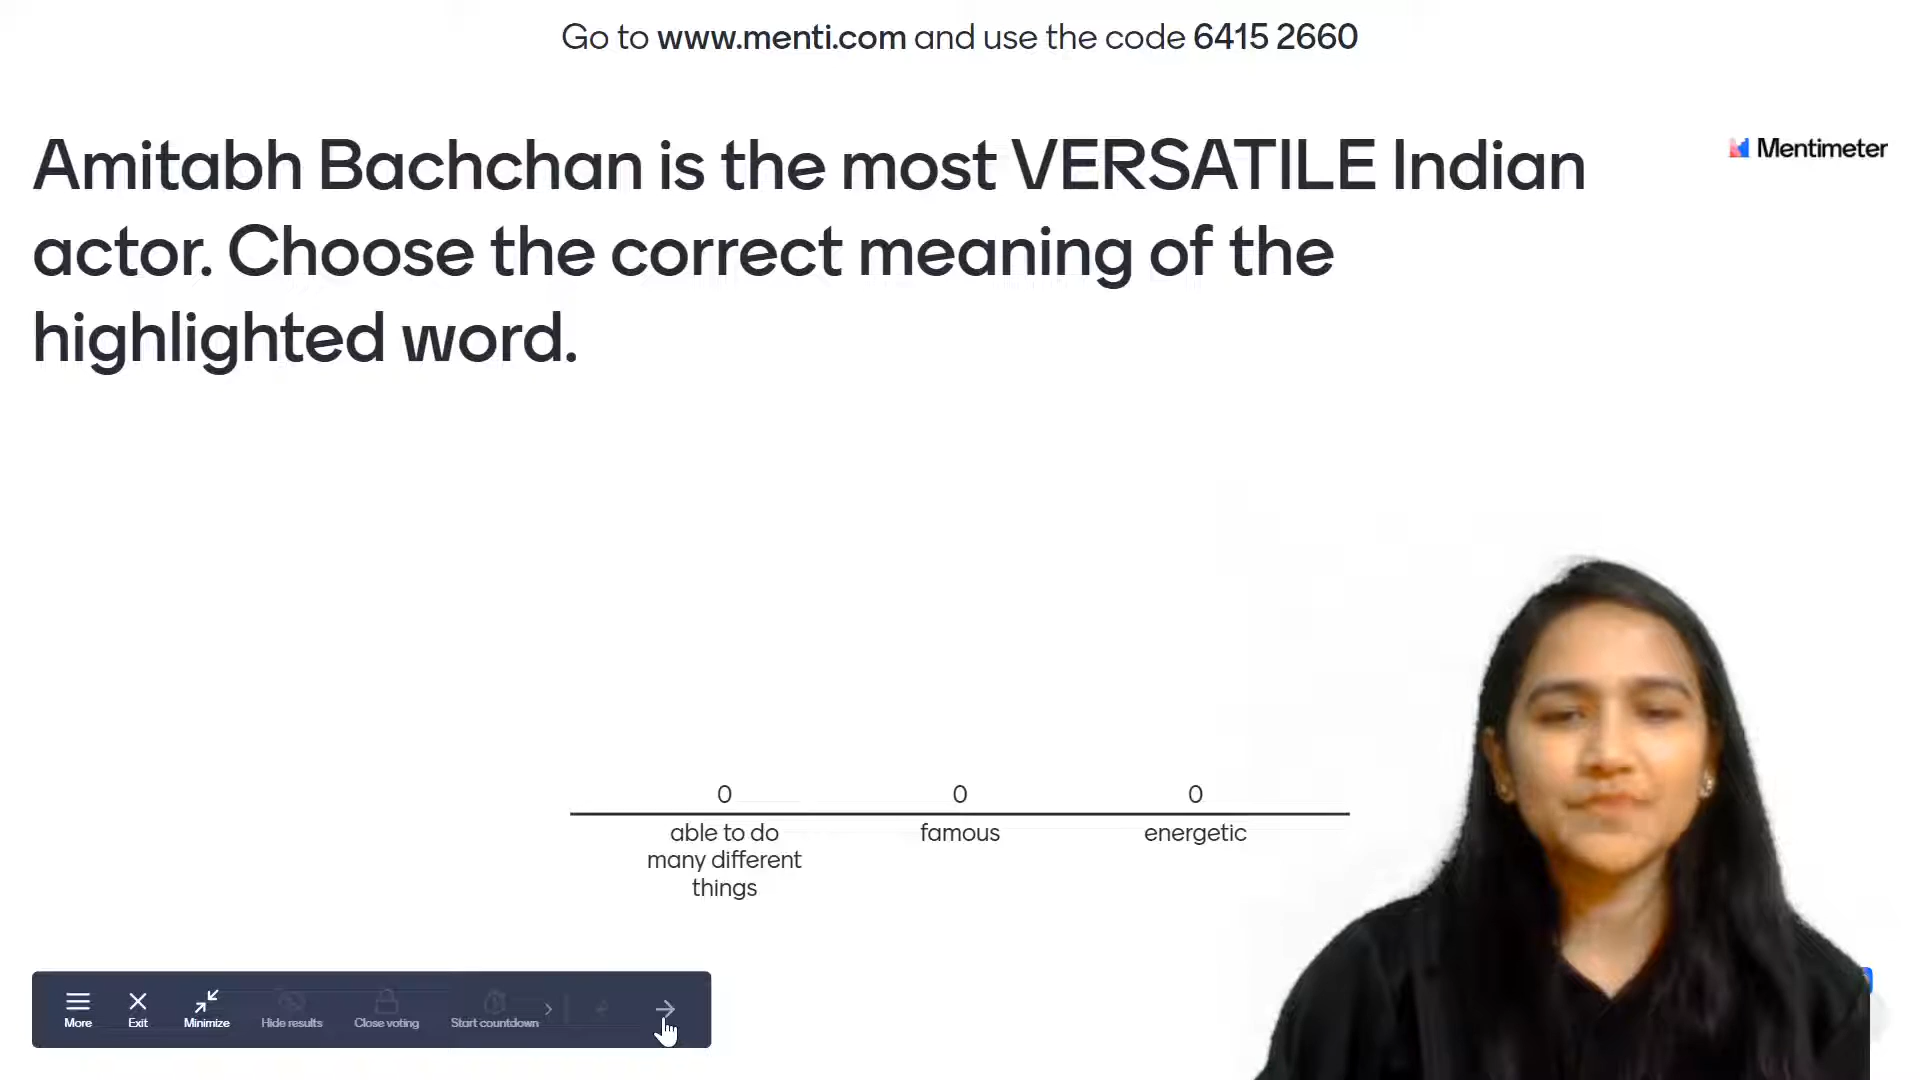 Go to www.menti.com and use the code 6415 2660
Mentimeter
Amitabh Bachchan is the most VERSATILE Indian
actor. Choose the correct meaning of the
highlighted word.
0
0
0
able to do
many different
things
famous
energetic
More
Exit
Minimize
Hide results
Close voting
Start countdown